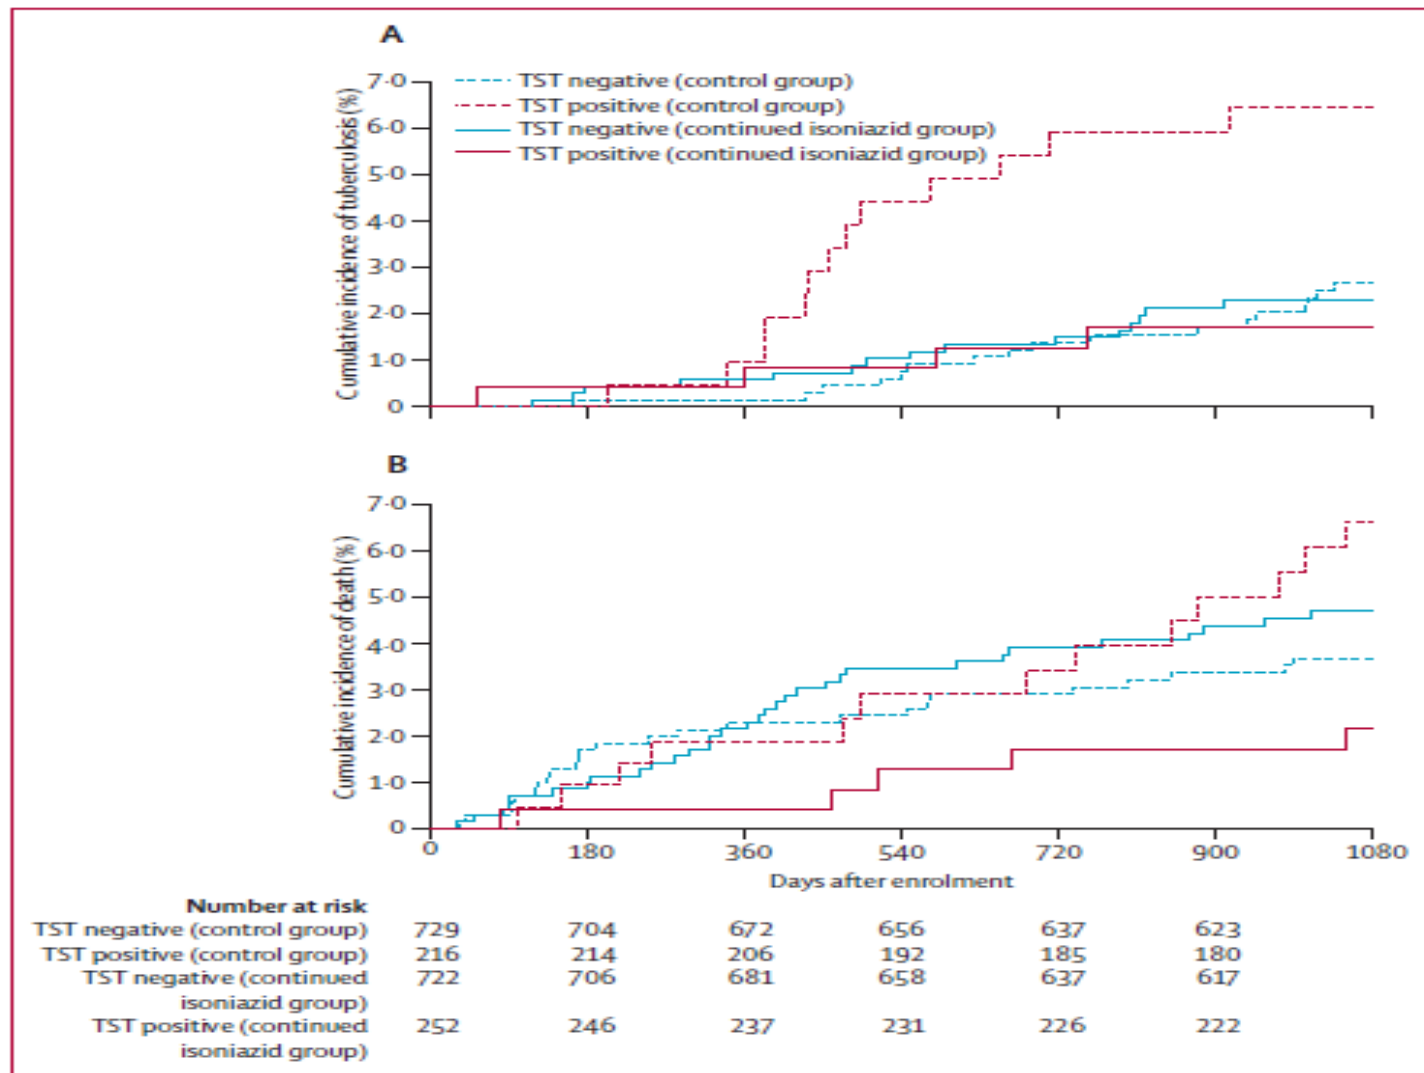 A
Cumulative incidence of tuberculosis (%)
7·0
6·0
5·0
4·0
3·0
2·0
1·0
0
TST negative (control group)
TST positive (control group)
TST negative (continued isoniazid group)
TST positive (continued isoniazid group)
B
Cumulative incidence of death (%)
7·0
6·0
5·0
4·0
3·0
2·0
1·0
0
0 180 360 540 720 900 1080
Days after enrolment
Number at risk
TST negative (control group) 729 704 672 656 637 623
TST positive (control group) 216 214 206 192 185 180
TST negative (continued 722 706 681 658 637 617
isoniazid group)
TST positive (continued 252 246 237 231 226 222
isoniazid group)